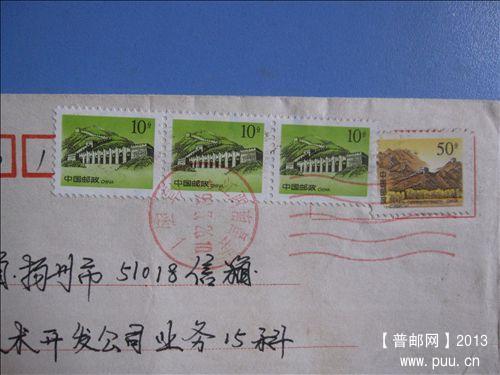 10分 10分 10分 50分
中国邮政 CHINA 中国邮政 CHINA 中国邮政 CHINA
1
扬州市 51018 信箱
术开发公司业务15科
【普邮网】2013
www.puu.cn